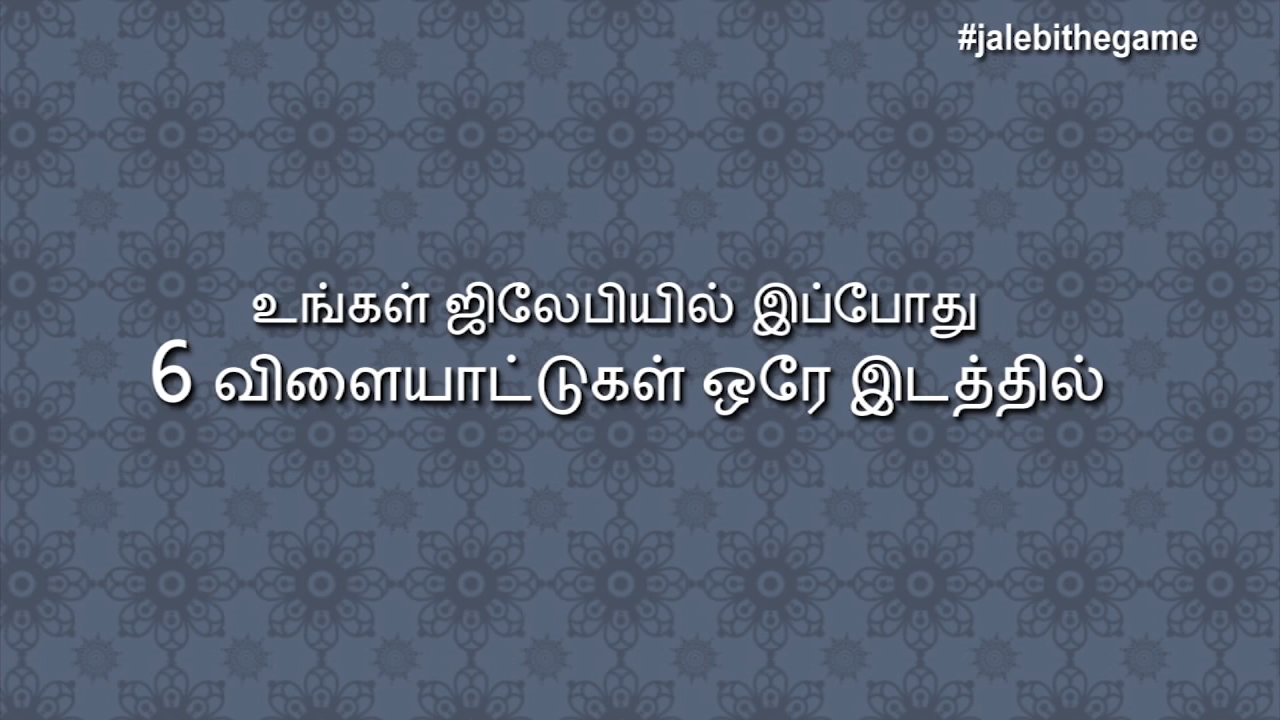 #jalebithegame
உங்கள் ஜிலேபியில் இப்போது
6 விளையாட்டுகள் ஒரே இடத்தில்